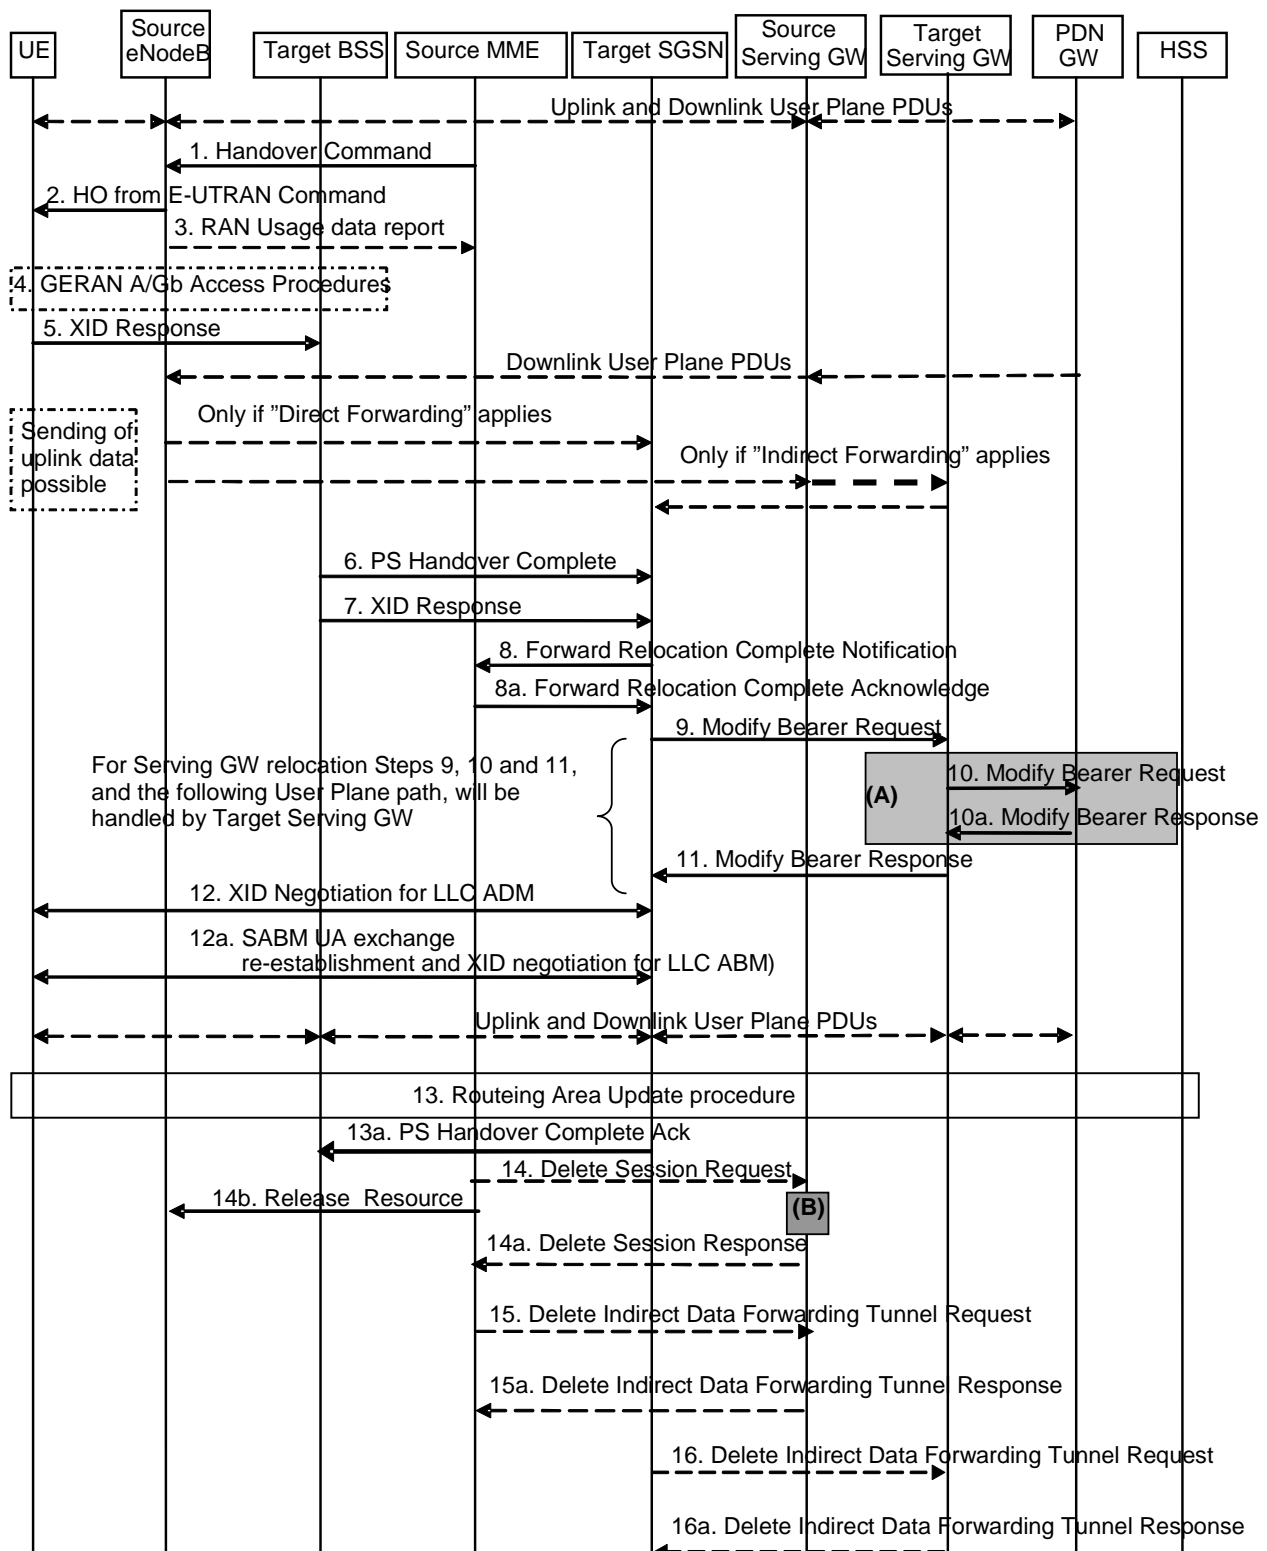 UE
Source
eNodeB
Target BSS
Source MME
Target SGSN
Source
Serving GW
Target
Serving GW
PDN
GW
HSS
Uplink and Downlink User Plane PDUs
1. Handover Command
2. HO from E-UTRAN Command
3. RAN Usage data report
4. GERAN A/Gb Access Procedures
5. XID Response
Downlink User Plane PDUs
Only if ”Direct Forwarding” applies
Sending of
uplink data
possible
Only if ”Indirect Forwarding” applies
6. PS Handover Complete
7. XID Response
8. Forward Relocation Complete Notification
8a. Forward Relocation Complete Acknowledge
9. Modify Bearer Request
For Serving GW relocation Steps 9, 10 and 11,
and the following User Plane path, will be
handled by Target Serving GW
(A)
10. Modify Bearer Request
10a. Modify Bearer Response
11. Modify Bearer Response
12. XID Negotiation for LLC ADM
12a. SABM UA exchange
re-establishment and XID negotiation for LLC ABM)
Uplink and Downlink User Plane PDUs
13. Routeing Area Update procedure
13a. PS Handover Complete Ack
14. Delete Session Request
14b. Release Resource
(B)
14a. Delete Session Response
15. Delete Indirect Data Forwarding Tunnel Request
15a. Delete Indirect Data Forwarding Tunnel Response
16. Delete Indirect Data Forwarding Tunnel Request
16a. Delete Indirect Data Forwarding Tunnel Response